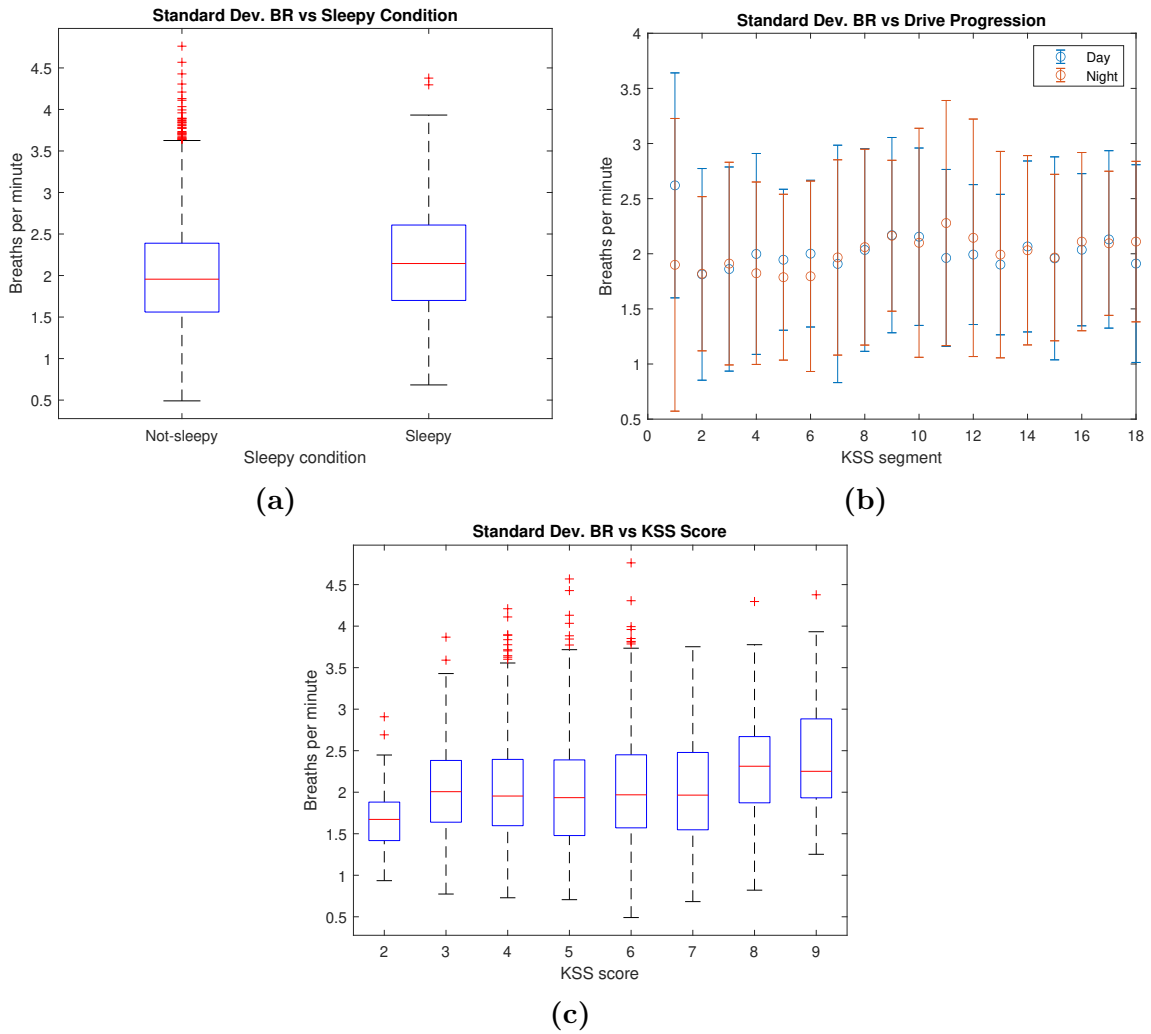 Standard Dev. BR vs Sleepy Condition
4.5
4
3.5
3
2.5
2
1.5
1
0.5
Breaths per minute
Not-sleepy Sleepy
Sleepy condition
(a)
Standard Dev. BR vs Drive Progression
4
3.5
3
2.5
2
1.5
1
0.5
Breaths per minute
Day
Night
0 2 4 6 8 10 12 14 16 18
KSS segment
(b)
Standard Dev. BR vs KSS Score
4.5
4
3.5
3
2.5
2
1.5
1
0.5
Breaths per minute
2 3 4 5 6 7 8 9
KSS score
(c)